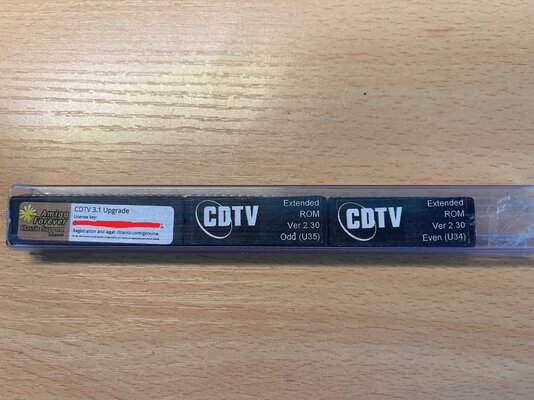 Amiga
Forever
Classic Support
CDTV 3.1 Upgrade
License key:
Registration and legal: cloanto.com/genuine
CDTV
Extended
ROM
Ver 2.30
Odd (U35)
CDTV
Extended
ROM
Ver 2.30
Even (U34)